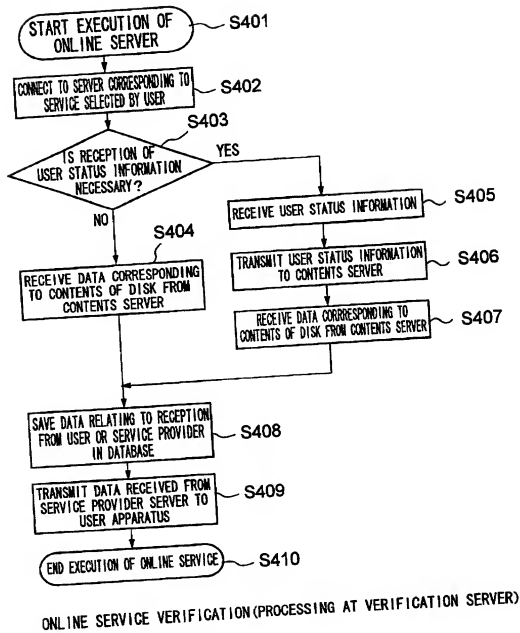 START EXECUTION OF
ONLINE SERVER
S401
CONNECT TO SERVER CORRESPONDING TO
SERVICE SELECTED BY USER
S402
S403
IS RECEPTION OF
USER STATUS INFORMATION
NECESSARY?
YES
NO
S404
RECEIVE DATA CORRESPONDING
TO CONTENTS OF DISK FROM
CONTENTS SERVER
RECEIVE USER STATUS INFORMATION
S405
TRANSMIT USER STATUS INFORMATION
TO CONTENTS SERVER
S406
RECEIVE DATA CORRRESPONDING TO
CONTENTS OF DISK FROM CONTENTS SERVER
S407
SAVE DATA RELATING TO RECEPTION
FROM USER OR SERVICE PROVIDER
IN DATABASE
S408
TRANSMIT DATA RECEIVED FROM
SERVICE PROVIDER SERVER TO
USER APPARATUS
S409
END EXECUTION OF ONLINE SERVICE
S410
ONLINE SERVICE VERIFICATION(PROCESSING AT VERIFICATION SERVER)